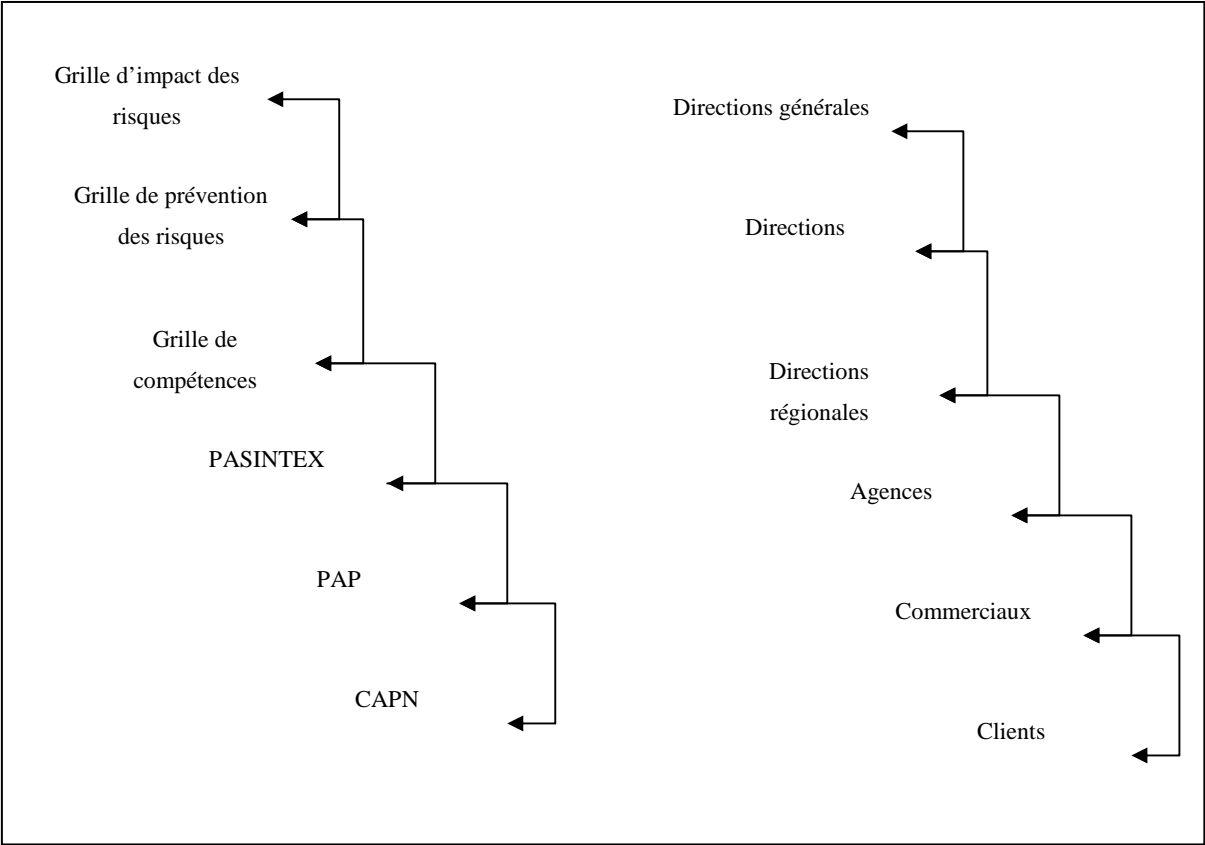 Grille d'impact des
risques
Grille de prévention
des risques
Grille de
compétences
PASINTEX
PAP
CAPN
Directions générales
Directions
Directions
régionales
Agences
Commerciaux
Clients